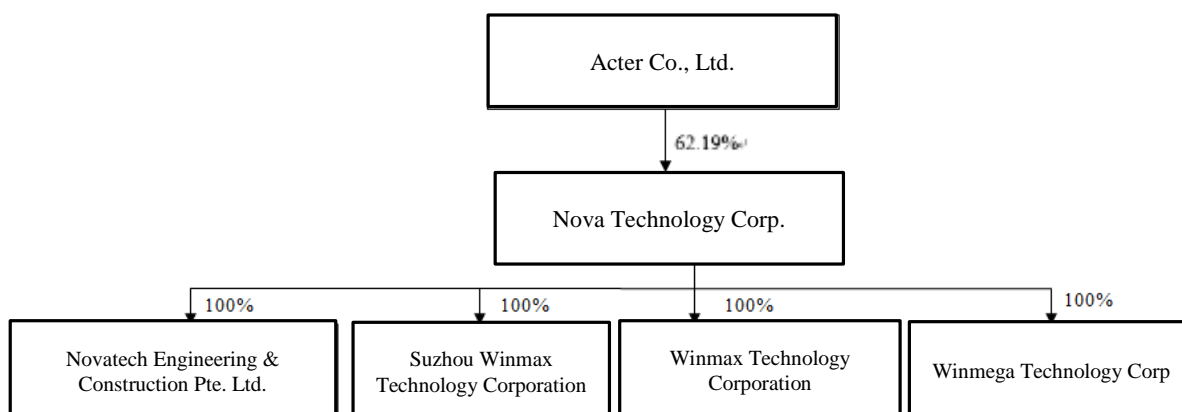 Acter Co., Ltd.
62.19%
Nova Technology Corp.
100%
100%
100%
100%
Novatech Engineering &
Construction Pte. Ltd.
Suzhou Winmax
Technology Corporation
Winmax Technology
Corporation
Winmega Technology Corp